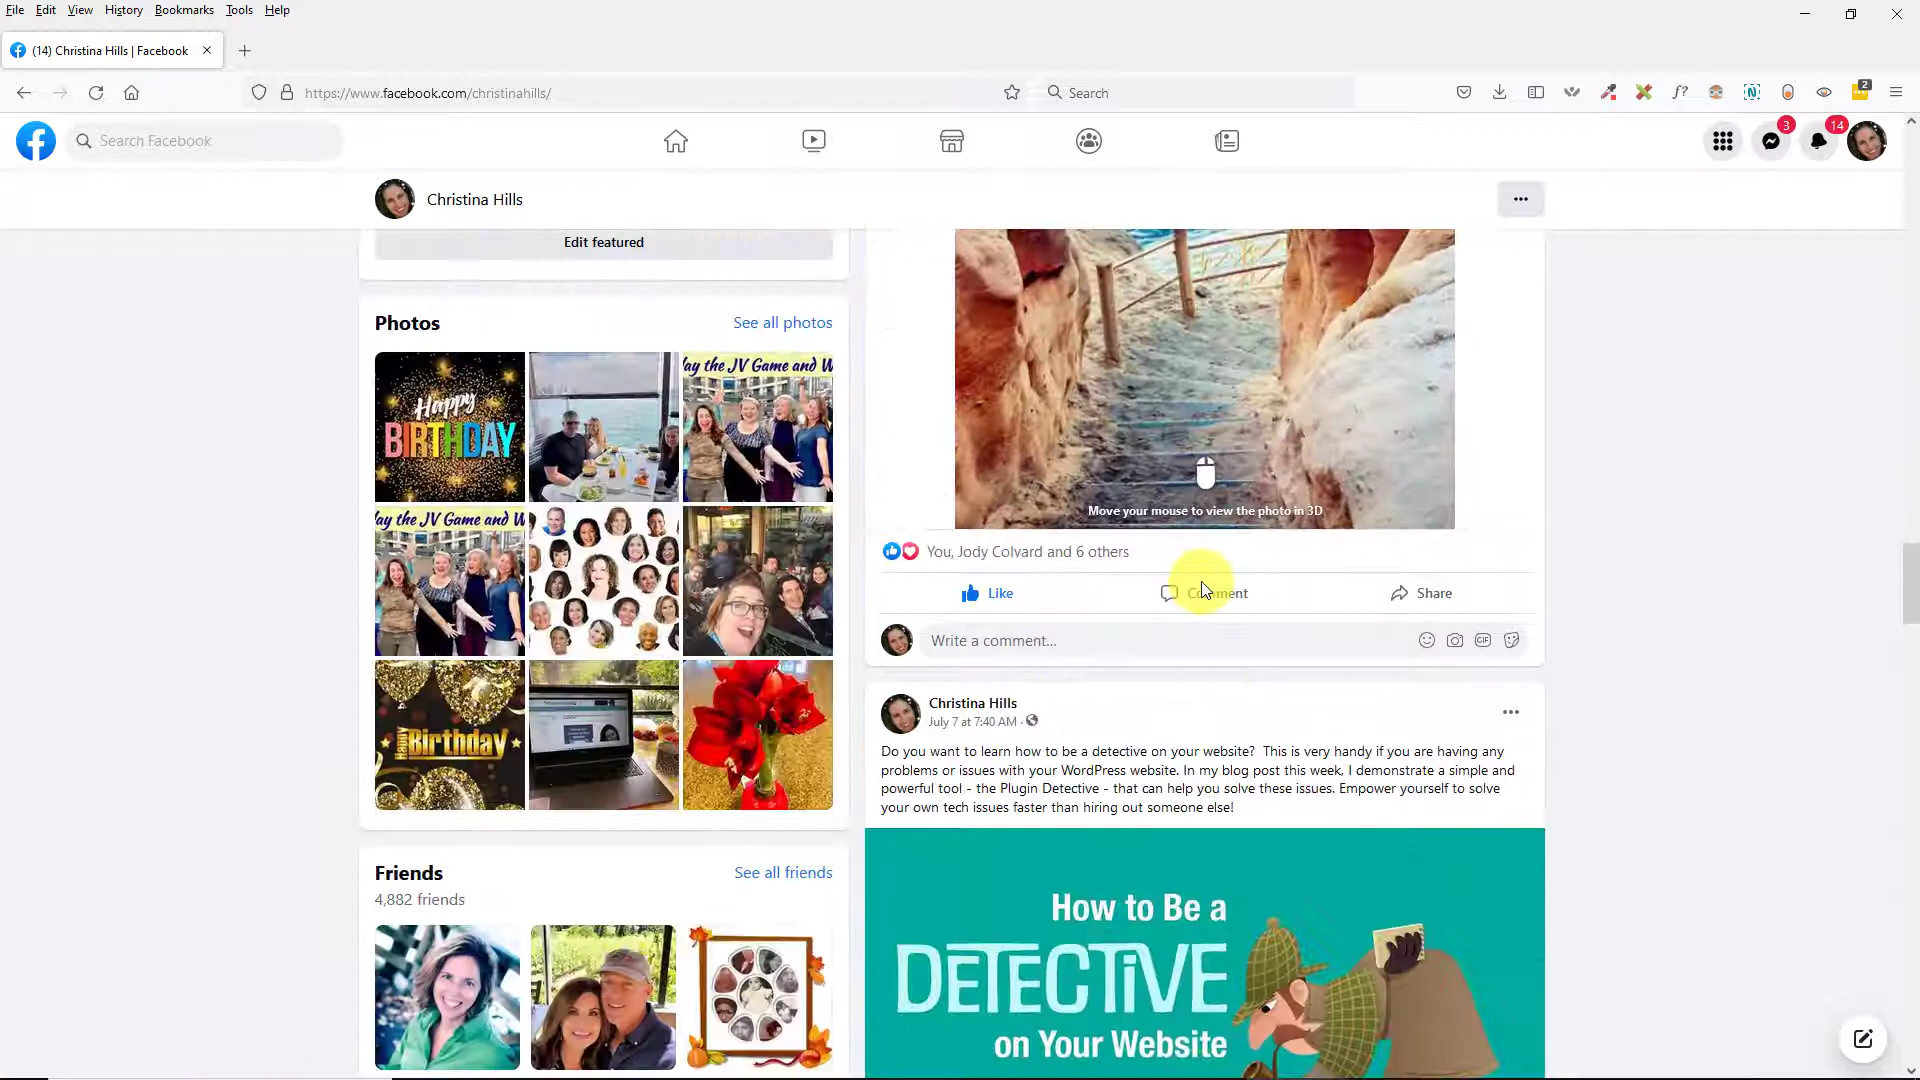 File Edit View History Bookmarks Tools Help
(14) Christina Hills | Facebook
https://www.facebook.com/christinahills/
Search
2
Search Facebook
3
14
Christina Hills
Edit featured
Photos
See all photos
Happy
BIRTHDAY
lay the JV Game and W
lay the JV Game and W
Happy
Birthday
Friends
See all friends
4,882 friends
Move your mouse to view the photo in 3D
You, Jody Colvard and 6 others
Like
Comment
Share
Write a comment...
GIF
Christina Hills
July 7 at 7:40 AM ·
Do you want to learn how to be a detective on your website? This is very handy if you are having any
problems or issues with your WordPress website. In my blog post this week, I demonstrate a simple and
powerful tool - the Plugin Detective - that can help you solve these issues. Empower yourself to solve
your own tech issues faster than hiring out someone else!
How to Be a
DETECTIVE
on Your Website